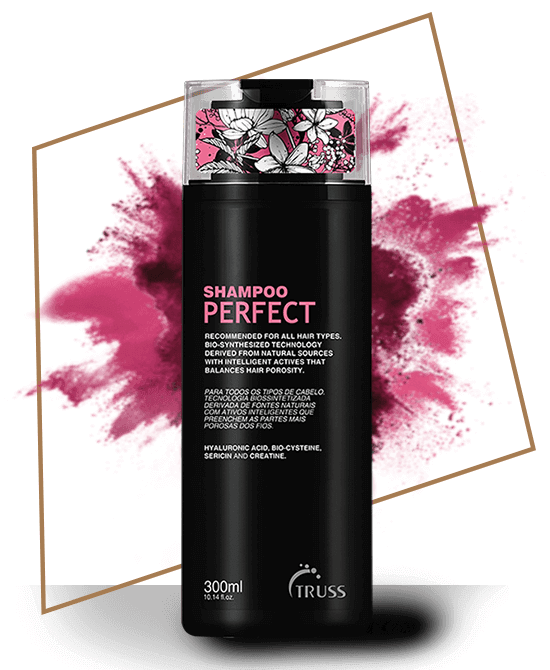 SHAMPOO
PERFECT
RECOMMENDED FOR ALL HAIR TYPES.
BIO-SYNTHESIZED TECHNOLOGY
DERIVED FROM NATURAL SOURCES
WITH INTELLIGENT ACTIVES THAT
BALANCES HAIR POROSITY.
PARA TODOS OS TIPOS DE CABELO.
TECNOLOGIA BIOSSINTETIZADA
DERIVADA DE FONTES NATURAIS
COM ATIVOS INTELIGENTES QUE
PREENCHEM AS PARTES MAIS
POROSAS DOS FIOS.
HYALURONIC ACID, BIO-CYSTEINE,
SERICIN AND CREATINE.
300ml
10.14 fl.oz.
TRUSS